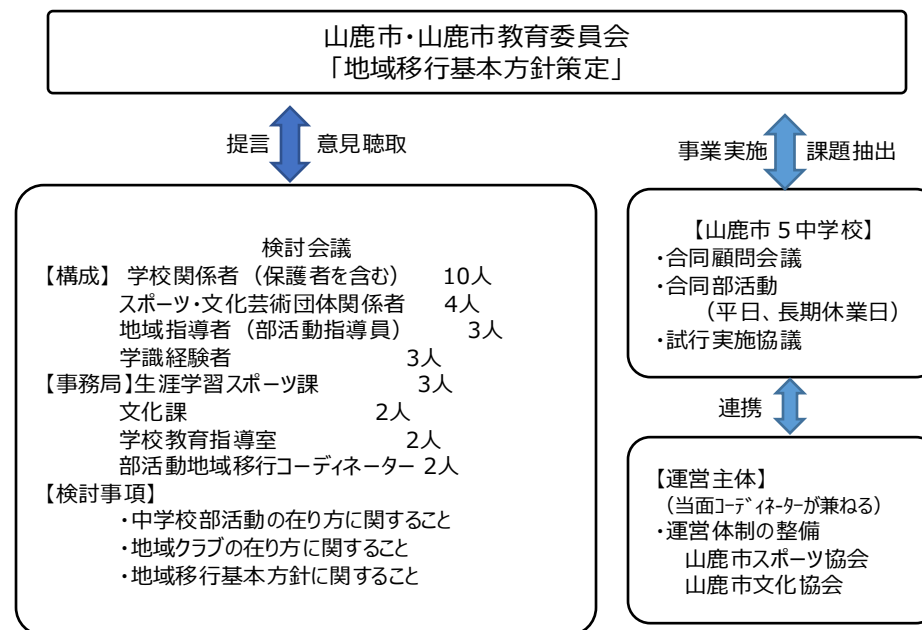 山鹿市・山鹿市教育委員会
「地域移行基本方針策定」
提言 意見聴取
事業実施 課題抽出
検討会議
【構成】 学校関係者（保護者を含む） 10人
スポーツ・文化芸術団体関係者 4人
地域指導者（部活動指導員） 3人
学識経験者 3人
【事務局】生涯学習スポーツ課 3人
文化課 2人
学校教育指導室 2人
部活動地域移行コーディネーター 2人
【検討事項】
・中学校部活動の在り方に関すること
・地域クラブの在り方に関すること
・地域移行基本方針に関すること
【山鹿市５中学校】
・合同顧問会議
・合同部活動
（平日、長期休業日）
・試行実施協議
連携
【運営主体】
（当面ｺｰﾃﾞｨﾈｰﾀｰが兼ねる）
・運営体制の整備
山鹿市スポーツ協会
山鹿市文化協会